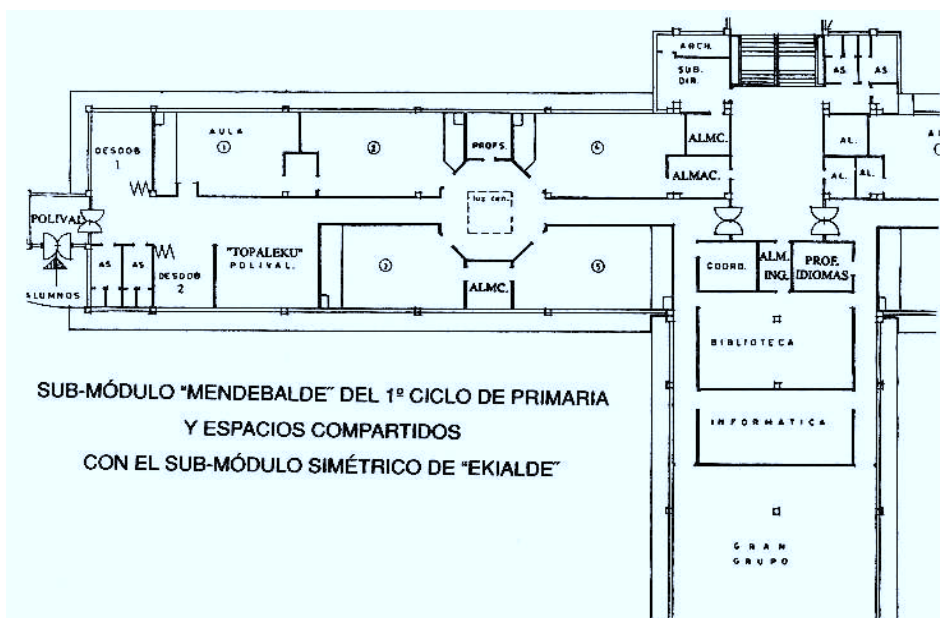 ARCH.
SUB.
DIR.
AS.
AS.
AULA
1
2
PROFS.
6
ALMC.
AL.
DESDOB
1
ALMAC.
AL.
AL.
luz cen.
POLIVAL
AS
AS
DESDOB
2
"TOPALEKU"
POLIVAL.
3
ALMC.
5
COORD.
ALM.
ING.
PROF.
IDIOMAS
BIBLIOTECA
INFORMATICA
GRAN
GRUPO
SUB-MÓDULO "MENDEBALDE" DEL 1º CICLO DE PRIMARIA
Y ESPACIOS COMPARTIDOS
CON EL SUB-MÓDULO SIMÉTRICO DE "EKIALDE"